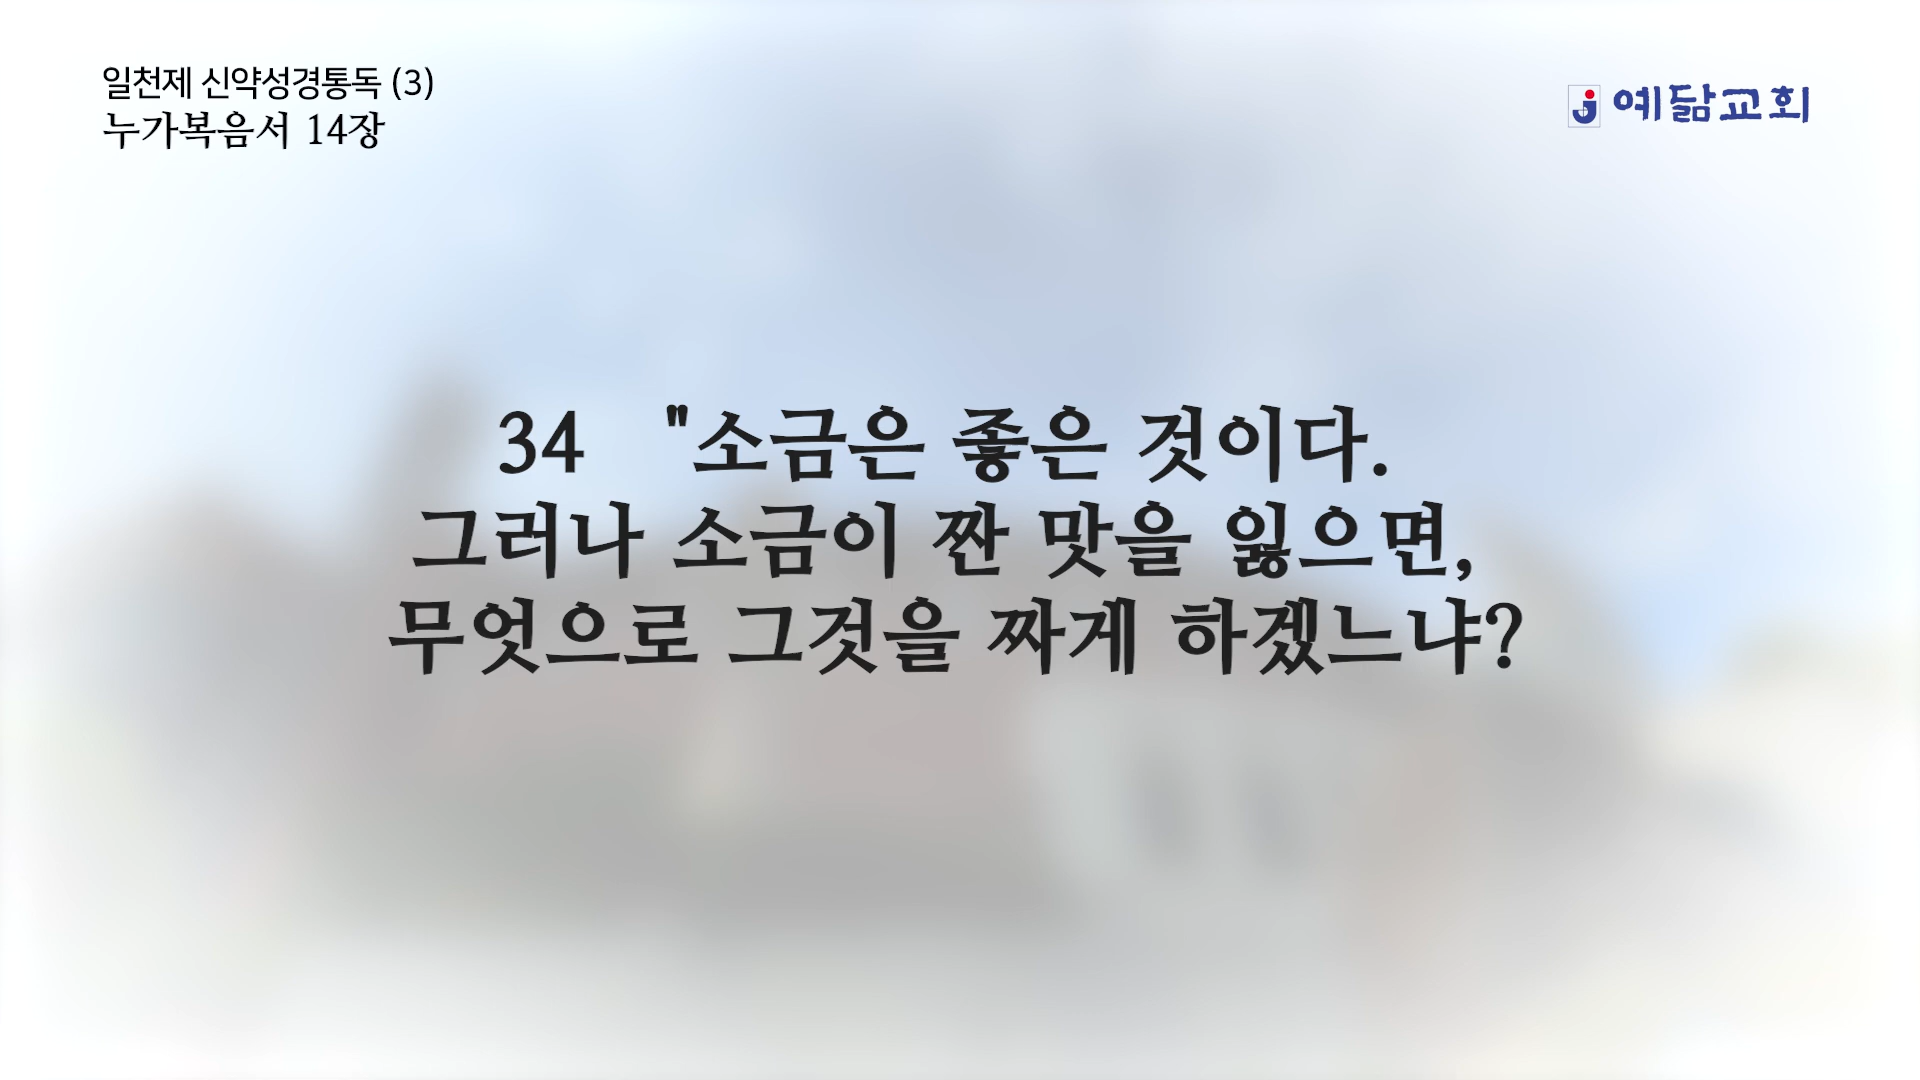 일천제 신약성경통독 (3)
누가복음서 14장
예닮교회
34 "소금은 좋은 것이다.
그러나 소금이 짠 맛을 잃으면,
무엇으로 그것을 짜게 하겠느냐?